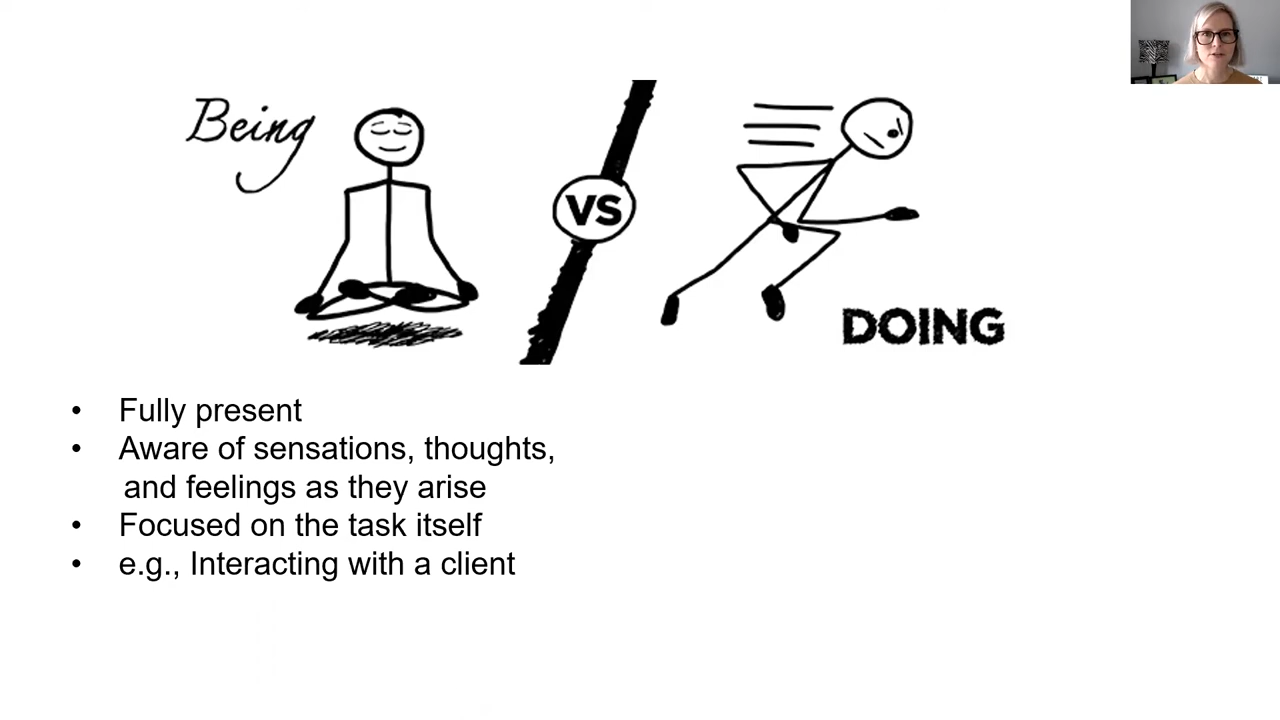 Being
VS
DOING
• Fully present
• Aware of sensations, thoughts,
and feelings as they arise
• Focused on the task itself
• e.g., Interacting with a client